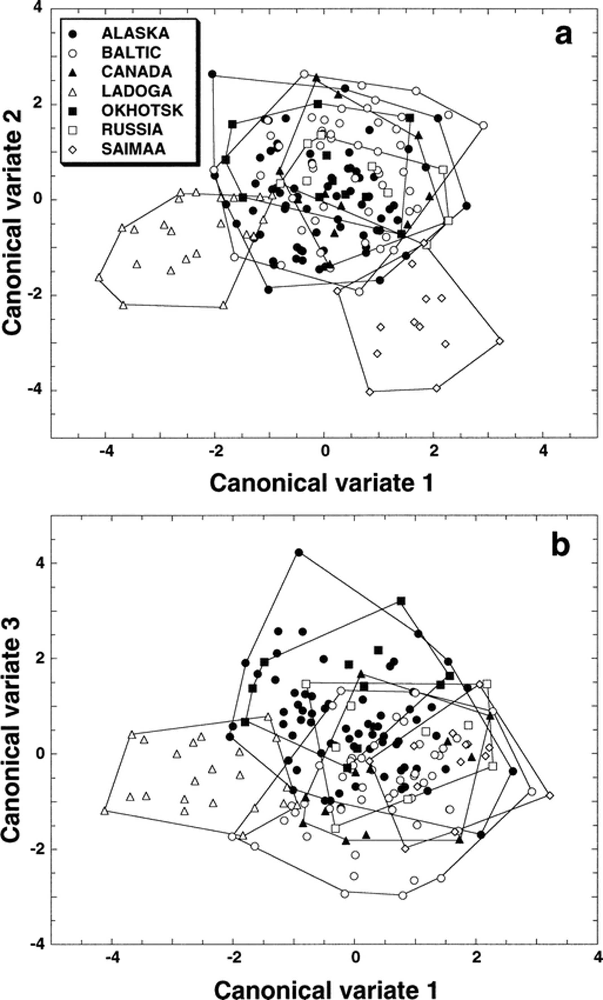 4
a
ALASKA
BALTIC
CANADA
LADOGA
OKHOTSK
RUSSIA
SAIMAA
2
0
-2
-4
Canonical variate 2
-4 -2 0 2 4
Canonical variate 1
b
4
2
0
-2
-4
Canonical variate 3
-4 -2 0 2 4
Canonical variate 1